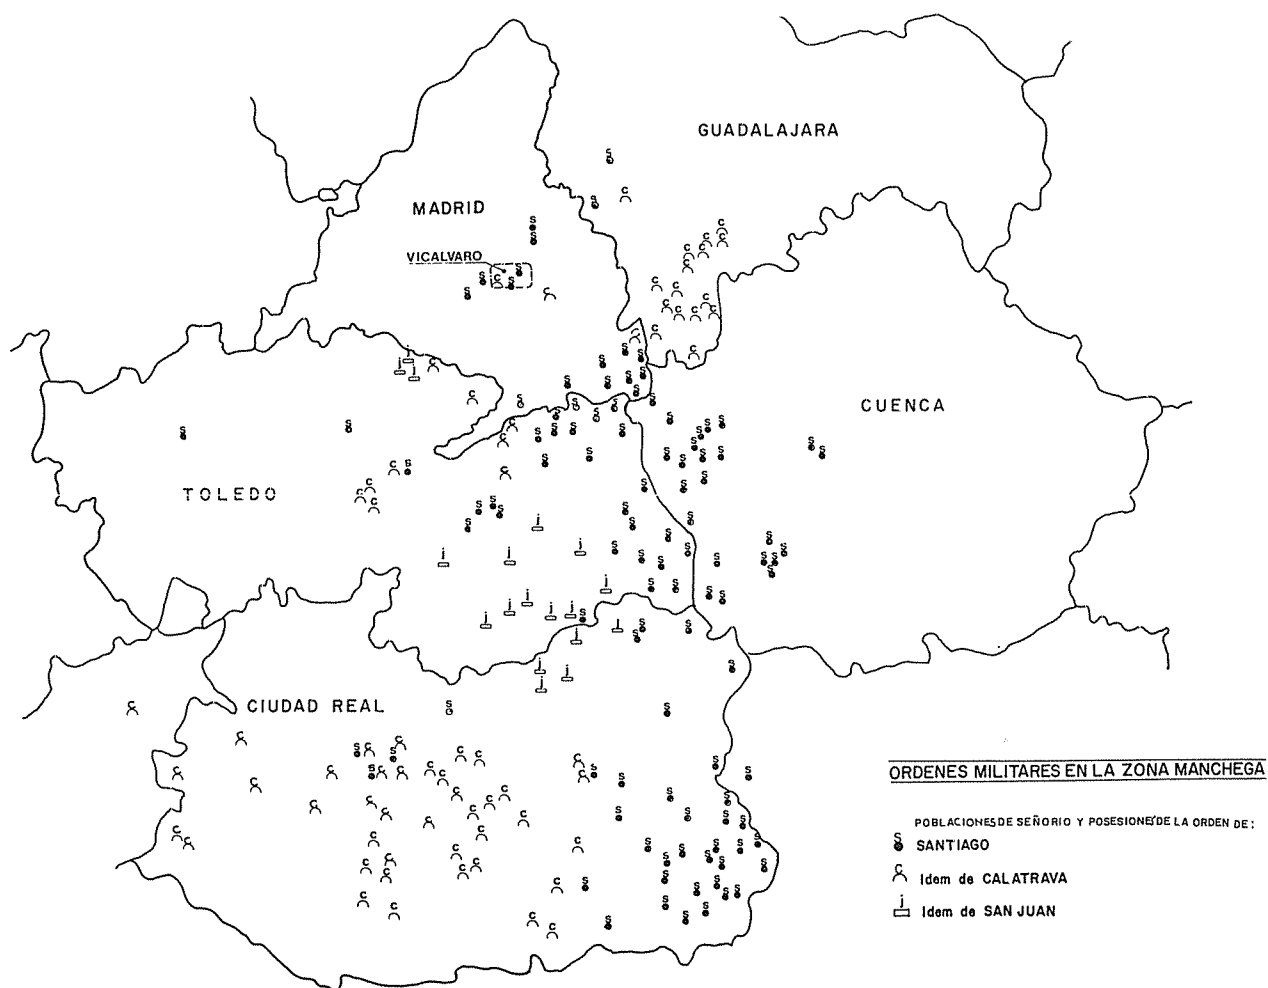 GUADALAJARA
MADRID
VICALVARO
CUENCA
TOLEDO
CIUDAD REAL
ORDENES MILITARES EN LA ZONA MANCHEGA
POBLACIONES DE SEÑORIO Y POSESIONES DE LA ORDEN DE:
S SANTIAGO
C Idem de CALATRAVA
j Idem de SAN JUAN